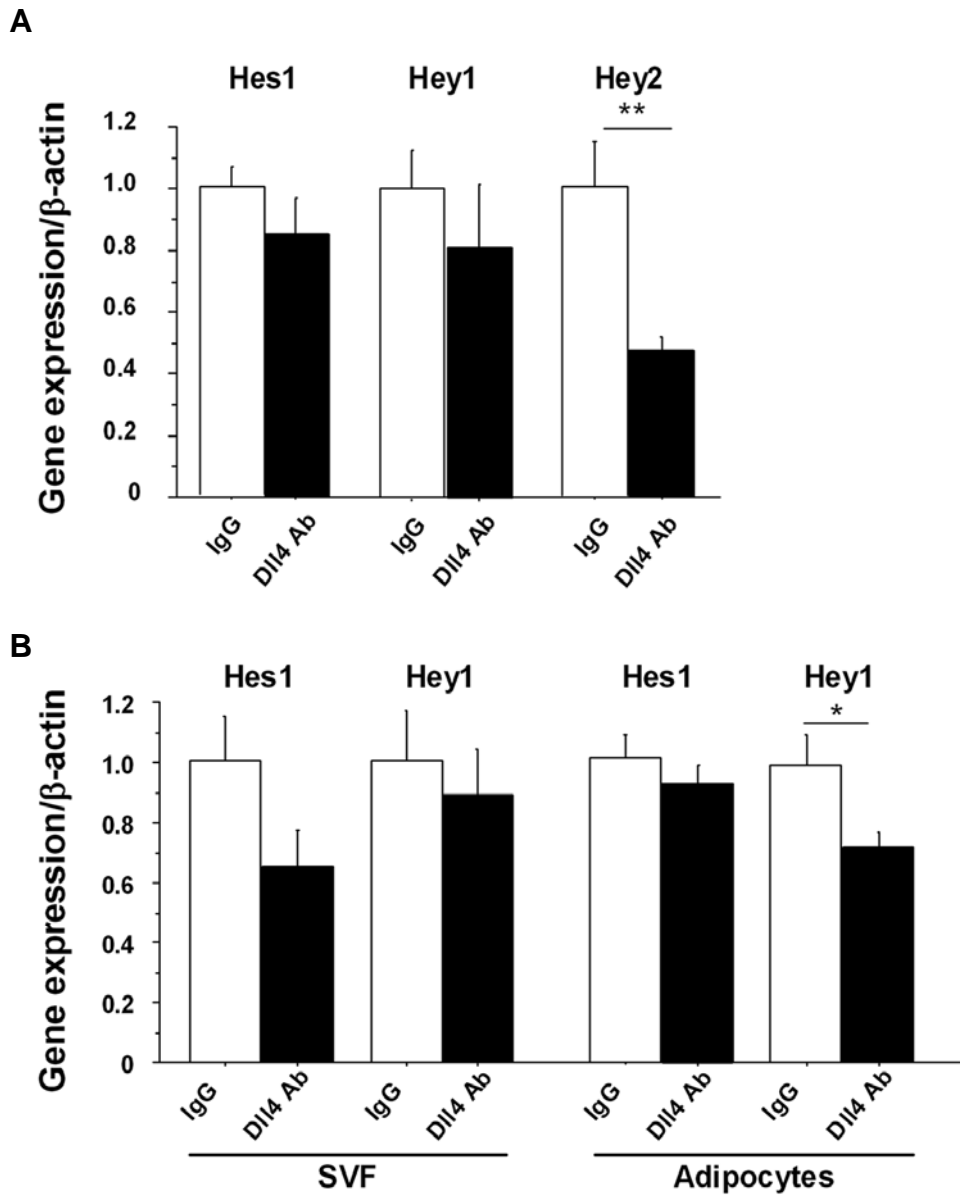 A
Hes1 Hey1 Hey2
**
Gene expression/β-actin
1.2
1.0
0.8
0.6
0.4
0.2
0
IgG Dll4 Ab IgG Dll4 Ab IgG Dll4 Ab
B
Hes1 Hey1 Hes1 Hey1
*
Gene expression/β-actin
1.2
1.0
0.8
0.6
0.4
0.2
0
IgG Dll4 Ab IgG Dll4 Ab IgG Dll4 Ab IgG Dll4 Ab
SVF Adipocytes